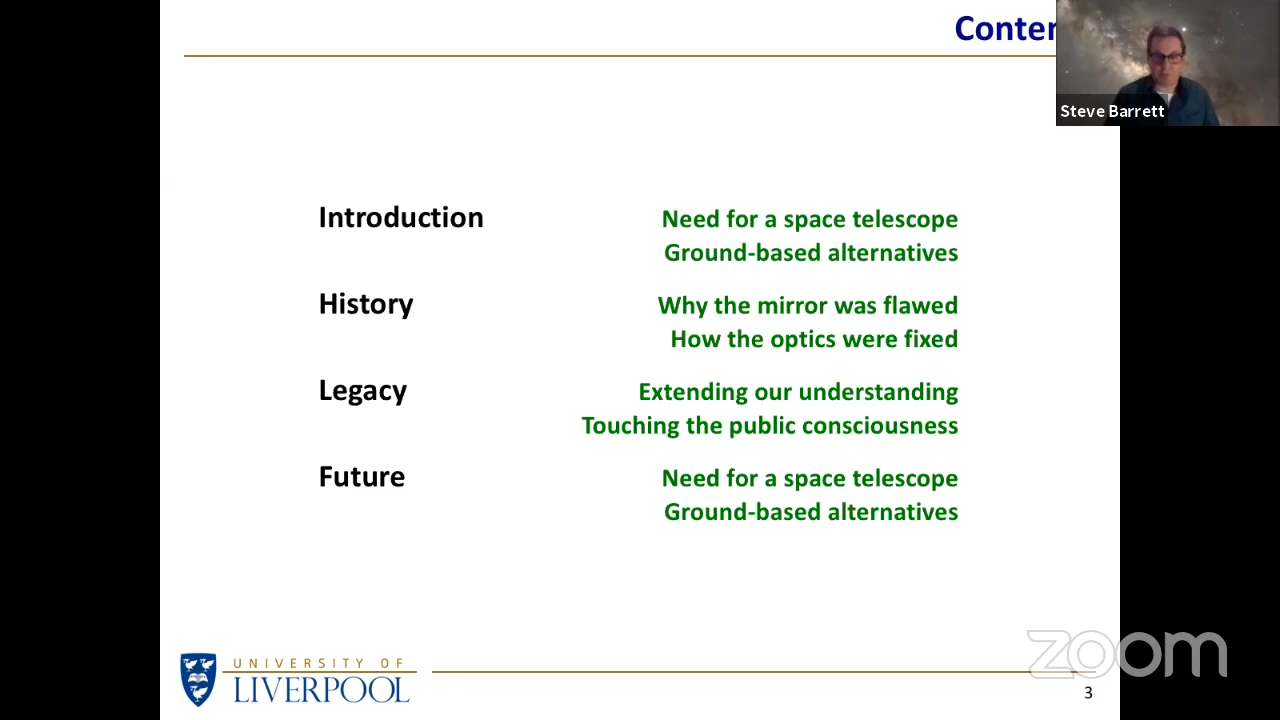 Conten
Steve Barrett
Introduction
Need for a space telescope
Ground-based alternatives
History
Why the mirror was flawed
How the optics were fixed
Legacy
Extending our understanding
Touching the public consciousness
Future
Need for a space telescope
Ground-based alternatives
UNIVERSITY OF
LIVERPOOL
zoom
3